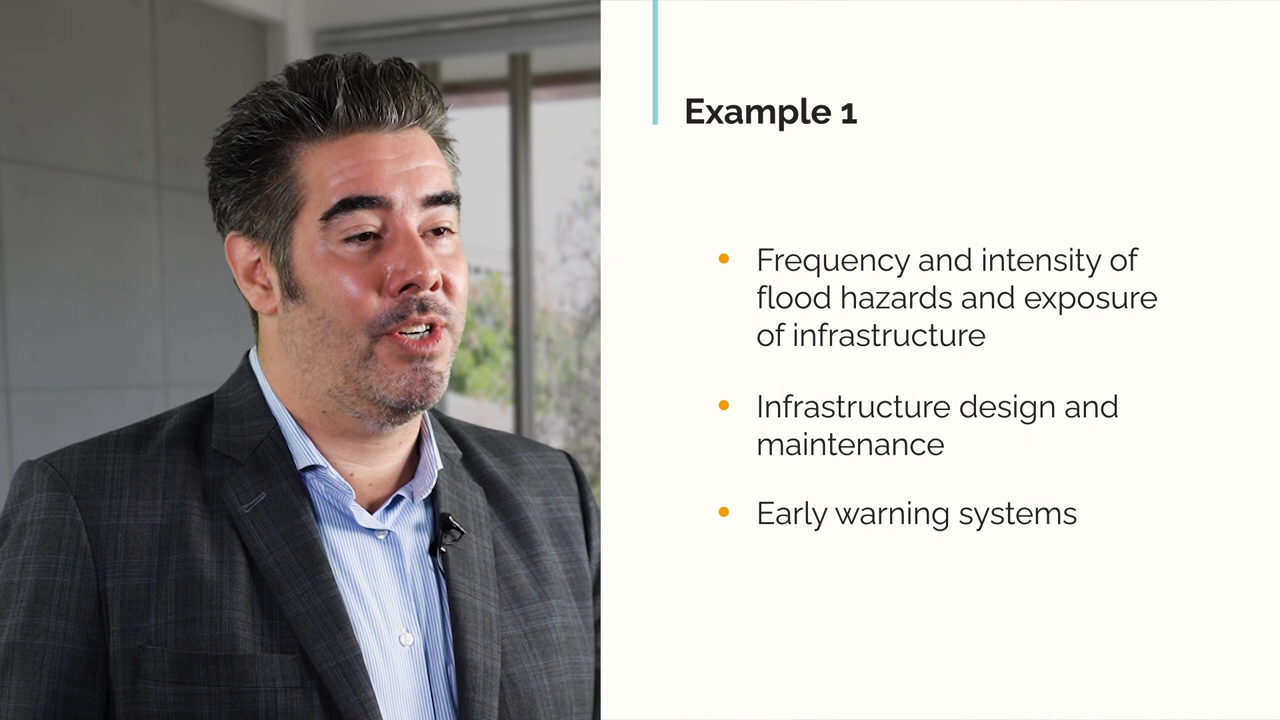 Example 1
• Frequency and intensity of
flood hazards and exposure
of infrastructure
• Infrastructure design and
maintenance
• Early warning systems